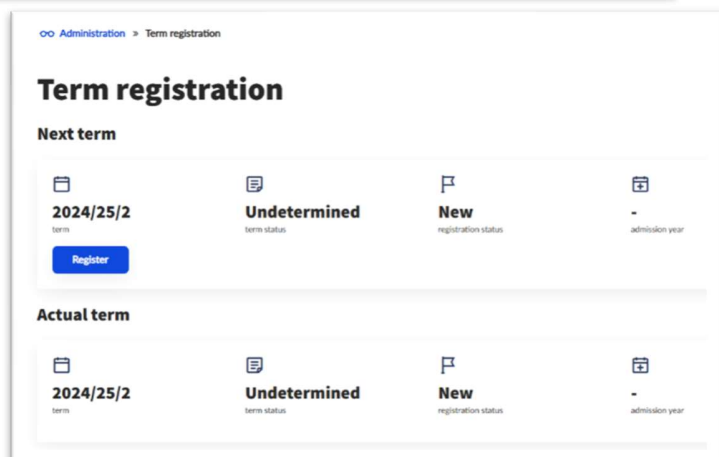 Administration » Term registration
Term registration
Next term
2024/25/2 Undetermined New -
term term status registration status admission year
Register
Actual term
2024/25/2 Undetermined New -
term term status registration status admission year